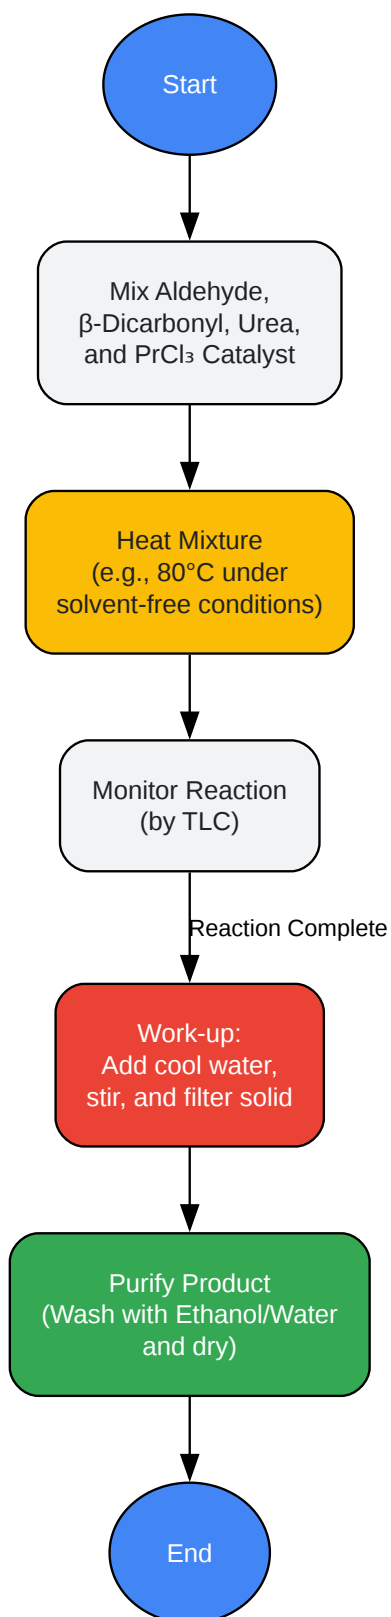 Start
Mix Aldehyde,
β-Dicarbonyl, Urea,
and PrCl₃ Catalyst
Heat Mixture
(e.g., 80°C under
solvent-free conditions)
Monitor Reaction
(by TLC)
Reaction Complete
Work-up:
Add cool water,
stir, and filter solid
Purify Product
(Wash with Ethanol/Water
and dry)
End